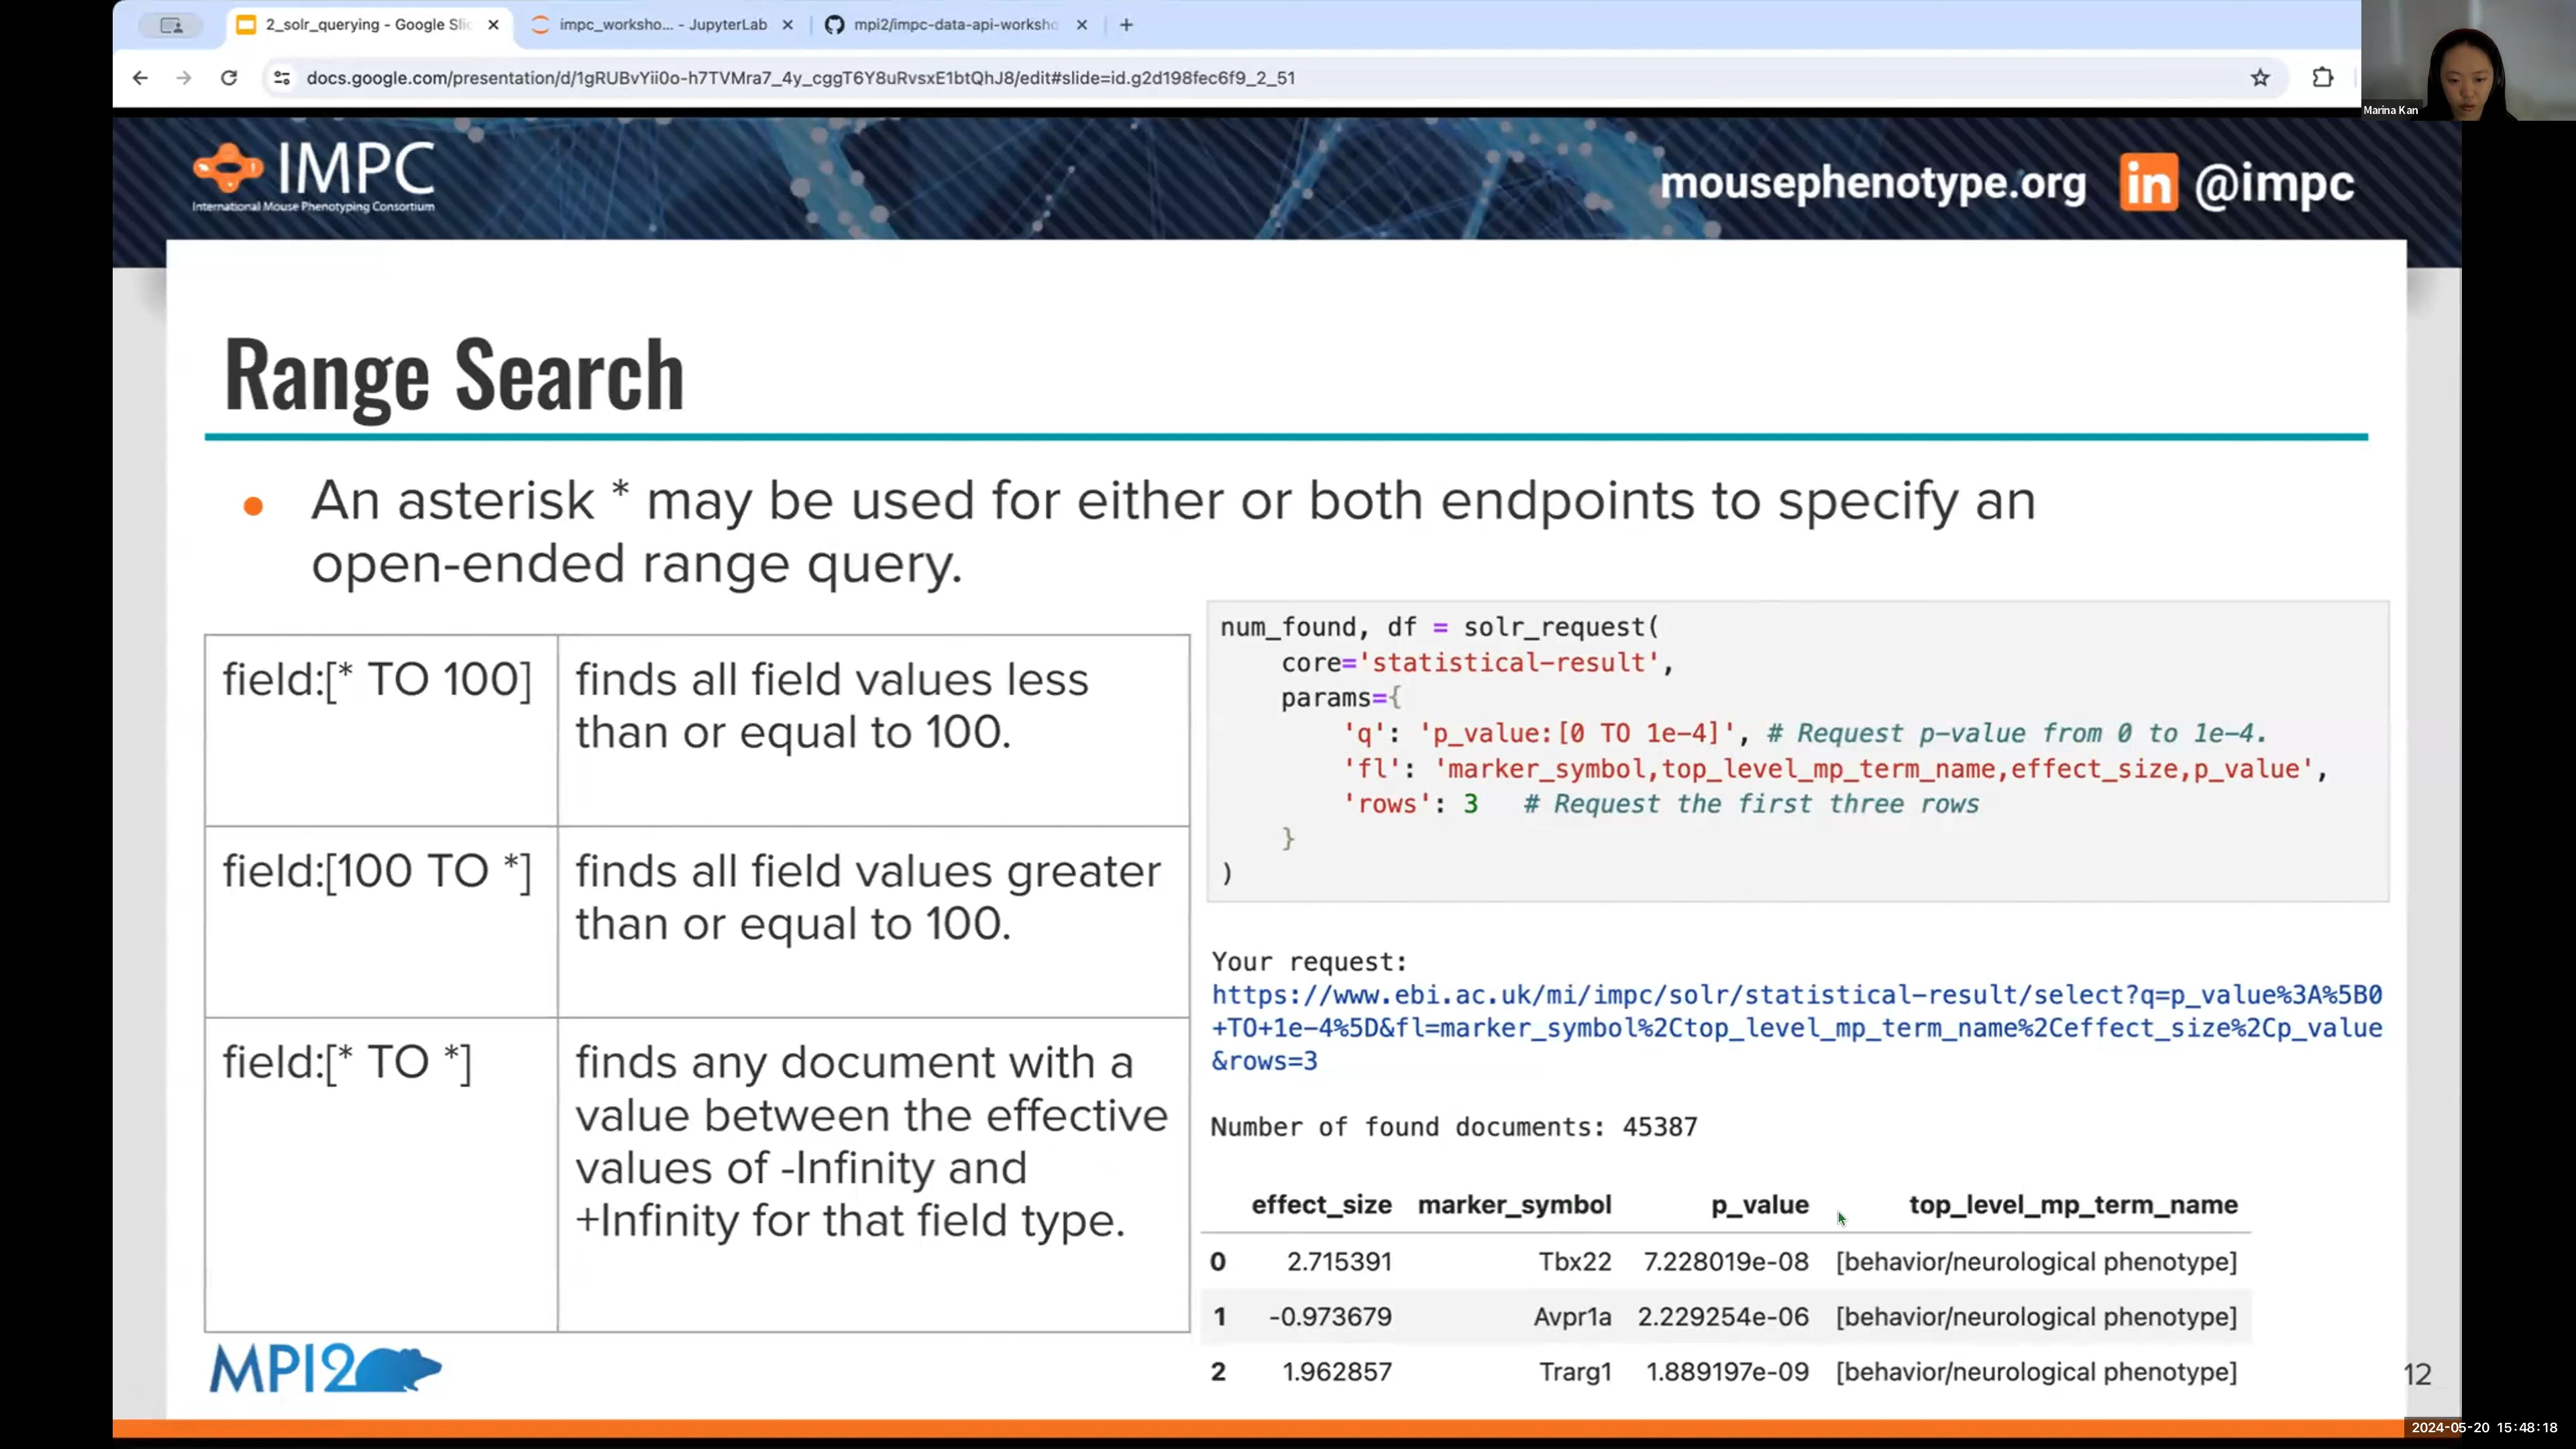 2_solr_querying - Google Slic
impc_worksho... - JupyterLab
mpi2/impc-data-api-worksho
docs.google.com/presentation/d/1gRUBvYii0o-h7TVMra7_4y_cggT6Y8uRvsxE1btQhJ8/edit#slide=id.g2d198fec6f9_2_51
Marina Kan
IMPC
International Mouse Phenotyping Consortium
mousephenotype.org in @impc
Range Search
An asterisk * may be used for either or both endpoints to specify an
open-ended range query.
field:[* TO 100]
finds all field values less
than or equal to 100.
field:[100 TO *]
finds all field values greater
than or equal to 100.
field:[* TO *]
finds any document with a
value between the effective
values of -Infinity and
+Infinity for that field type.
num_found, df = solr_request(
core='statistical-result',
params={
'q': 'p_value:[0 TO 1e-4]', # Request p-value from 0 to 1e-4.
'fl': 'marker_symbol,top_level_mp_term_name,effect_size,p_value',
'rows': 3 # Request the first three rows
}
)
Your request:
https://www.ebi.ac.uk/mi/impc/solr/statistical-result/select?q=p_value%3A%5B0
+TO+1e-4%5D&fl=marker_symbol%2Ctop_level_mp_term_name%2Ceffect_size%2Cp_value
&rows=3
Number of found documents: 45387
effect_size marker_symbol p_value top_level_mp_term_name
0 2.715391 Tbx22 7.228019e-08 [behavior/neurological phenotype]
1 -0.973679 Avpr1a 2.229254e-06 [behavior/neurological phenotype]
2 1.962857 Trarg1 1.889197e-09 [behavior/neurological phenotype]
MPI2
12
2024-05-20 15:48:18